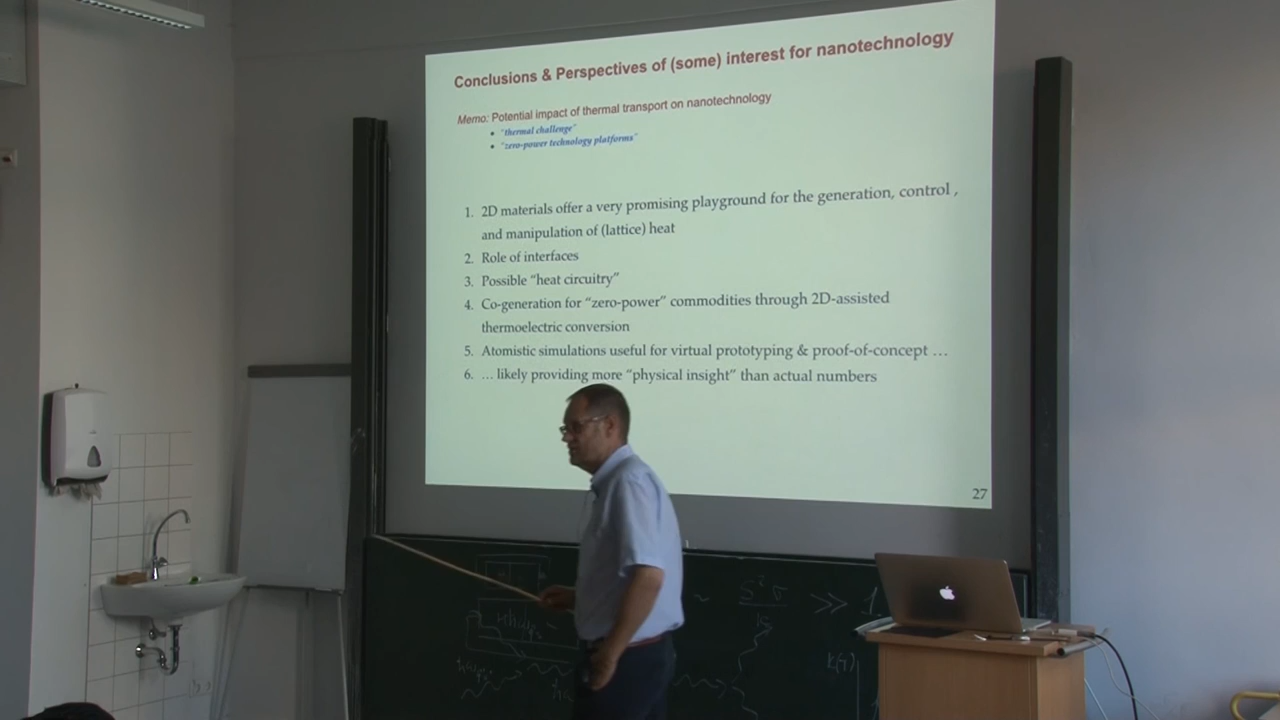 Conclusions & Perspectives of (some) interest for nanotechnology
Memo: Potential impact of thermal transport on nanotechnology
• "thermal challenge"
• "zero-power technology platforms"
1. 2D materials offer a very promising playground for the generation, control ,
and manipulation of (lattice) heat
2. Role of interfaces
3. Possible "heat circuitry"
4. Co-generation for "zero-power" commodities through 2D-assisted
thermoelectric conversion
5. Atomistic simulations useful for virtual prototyping & proof-of-concept …
6. … likely providing more "physical insight" than actual numbers
27
~ S²σ >> 1
K(T)